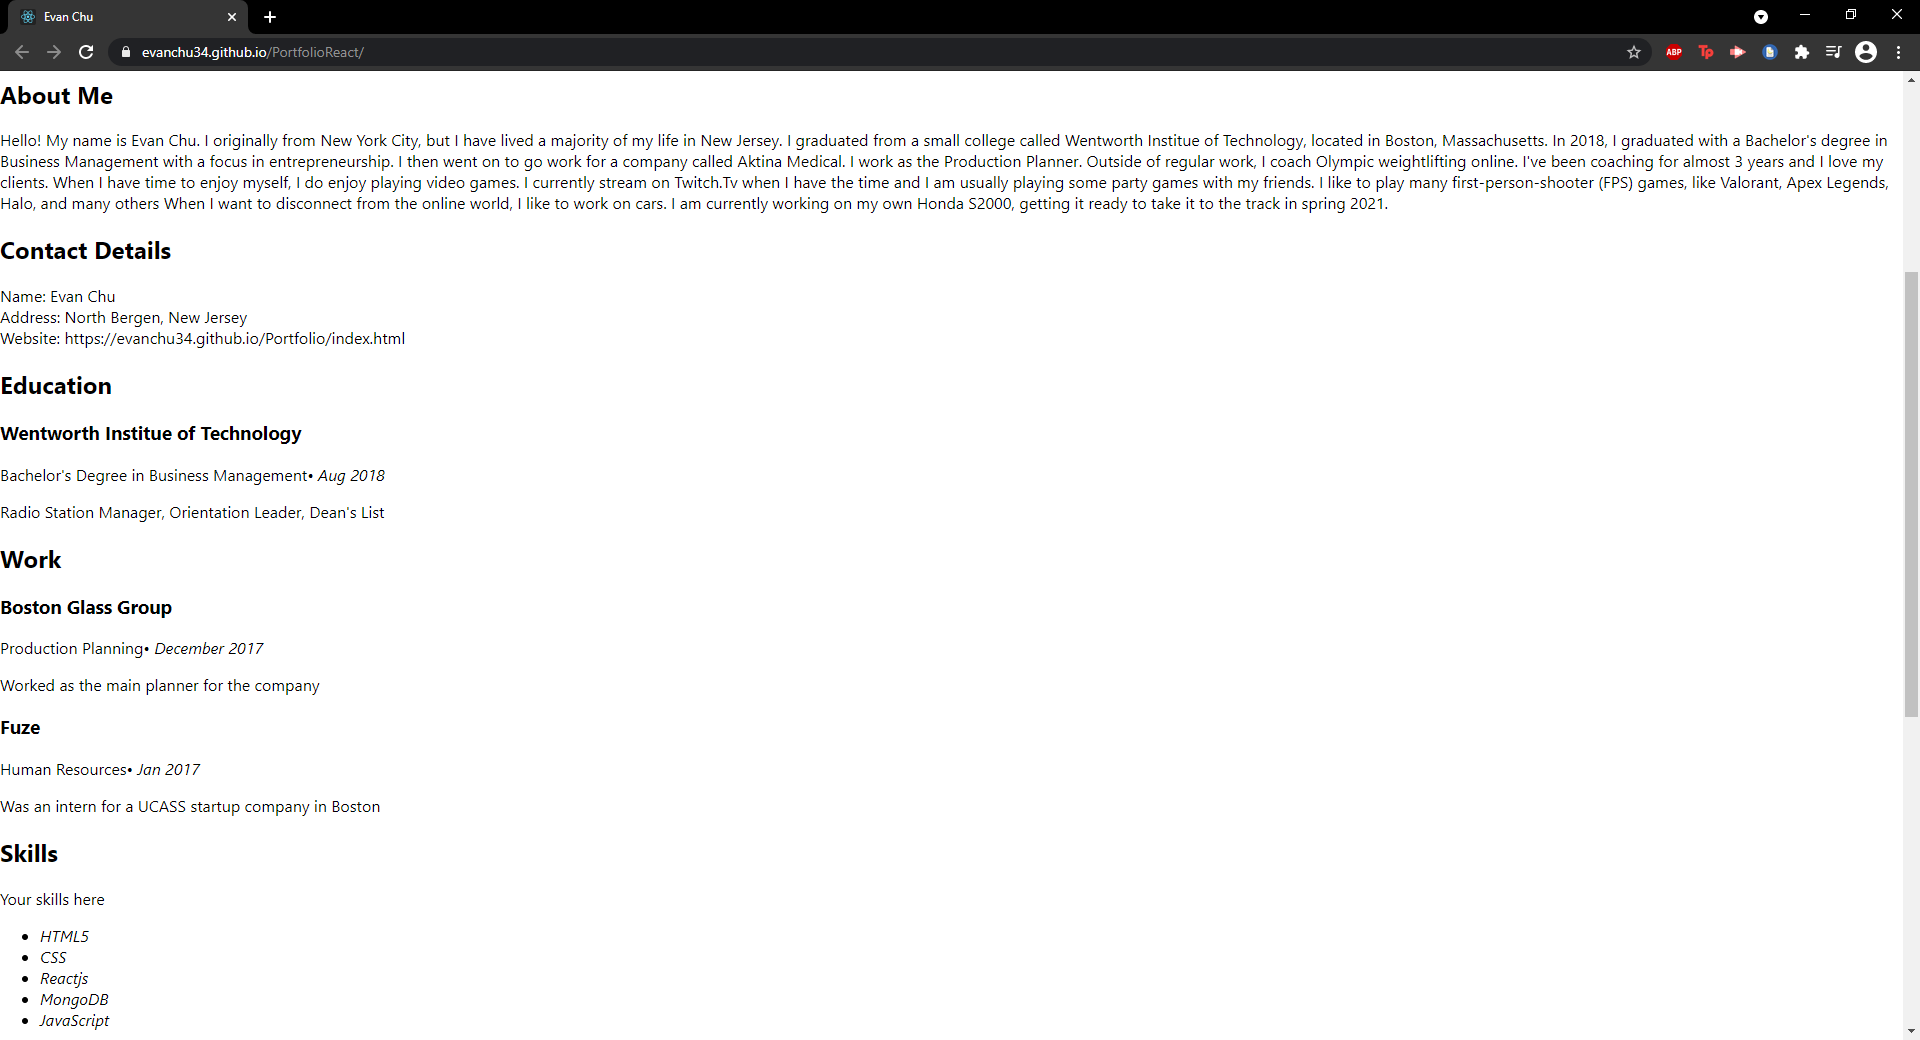 Evan Chu
evanchu34.github.io/PortfolioReact/
ABP
Tp
About Me
Hello! My name is Evan Chu. I originally from New York City, but I have lived a majority of my life in New Jersey. I graduated from a small college called Wentworth Institue of Technology, located in Boston, Massachusetts. In 2018, I graduated with a Bachelor's degree in
Business Management with a focus in entrepreneurship. I then went on to go work for a company called Aktina Medical. I work as the Production Planner. Outside of regular work, I coach Olympic weightlifting online. I've been coaching for almost 3 years and I love my
clients. When I have time to enjoy myself, I do enjoy playing video games. I currently stream on Twitch.Tv when I have the time and I am usually playing some party games with my friends. I like to play many first-person-shooter (FPS) games, like Valorant, Apex Legends,
Halo, and many others When I want to disconnect from the online world, I like to work on cars. I am currently working on my own Honda S2000, getting it ready to take it to the track in spring 2021.
Contact Details
Name: Evan Chu
Address: North Bergen, New Jersey
Website: https://evanchu34.github.io/Portfolio/index.html
Education
Wentworth Institue of Technology
Bachelor's Degree in Business Management• Aug 2018
Radio Station Manager, Orientation Leader, Dean's List
Work
Boston Glass Group
Production Planning• December 2017
Worked as the main planner for the company
Fuze
Human Resources• Jan 2017
Was an intern for a UCASS startup company in Boston
Skills
Your skills here
• HTML5
• CSS
• Reactjs
• MongoDB
• JavaScript